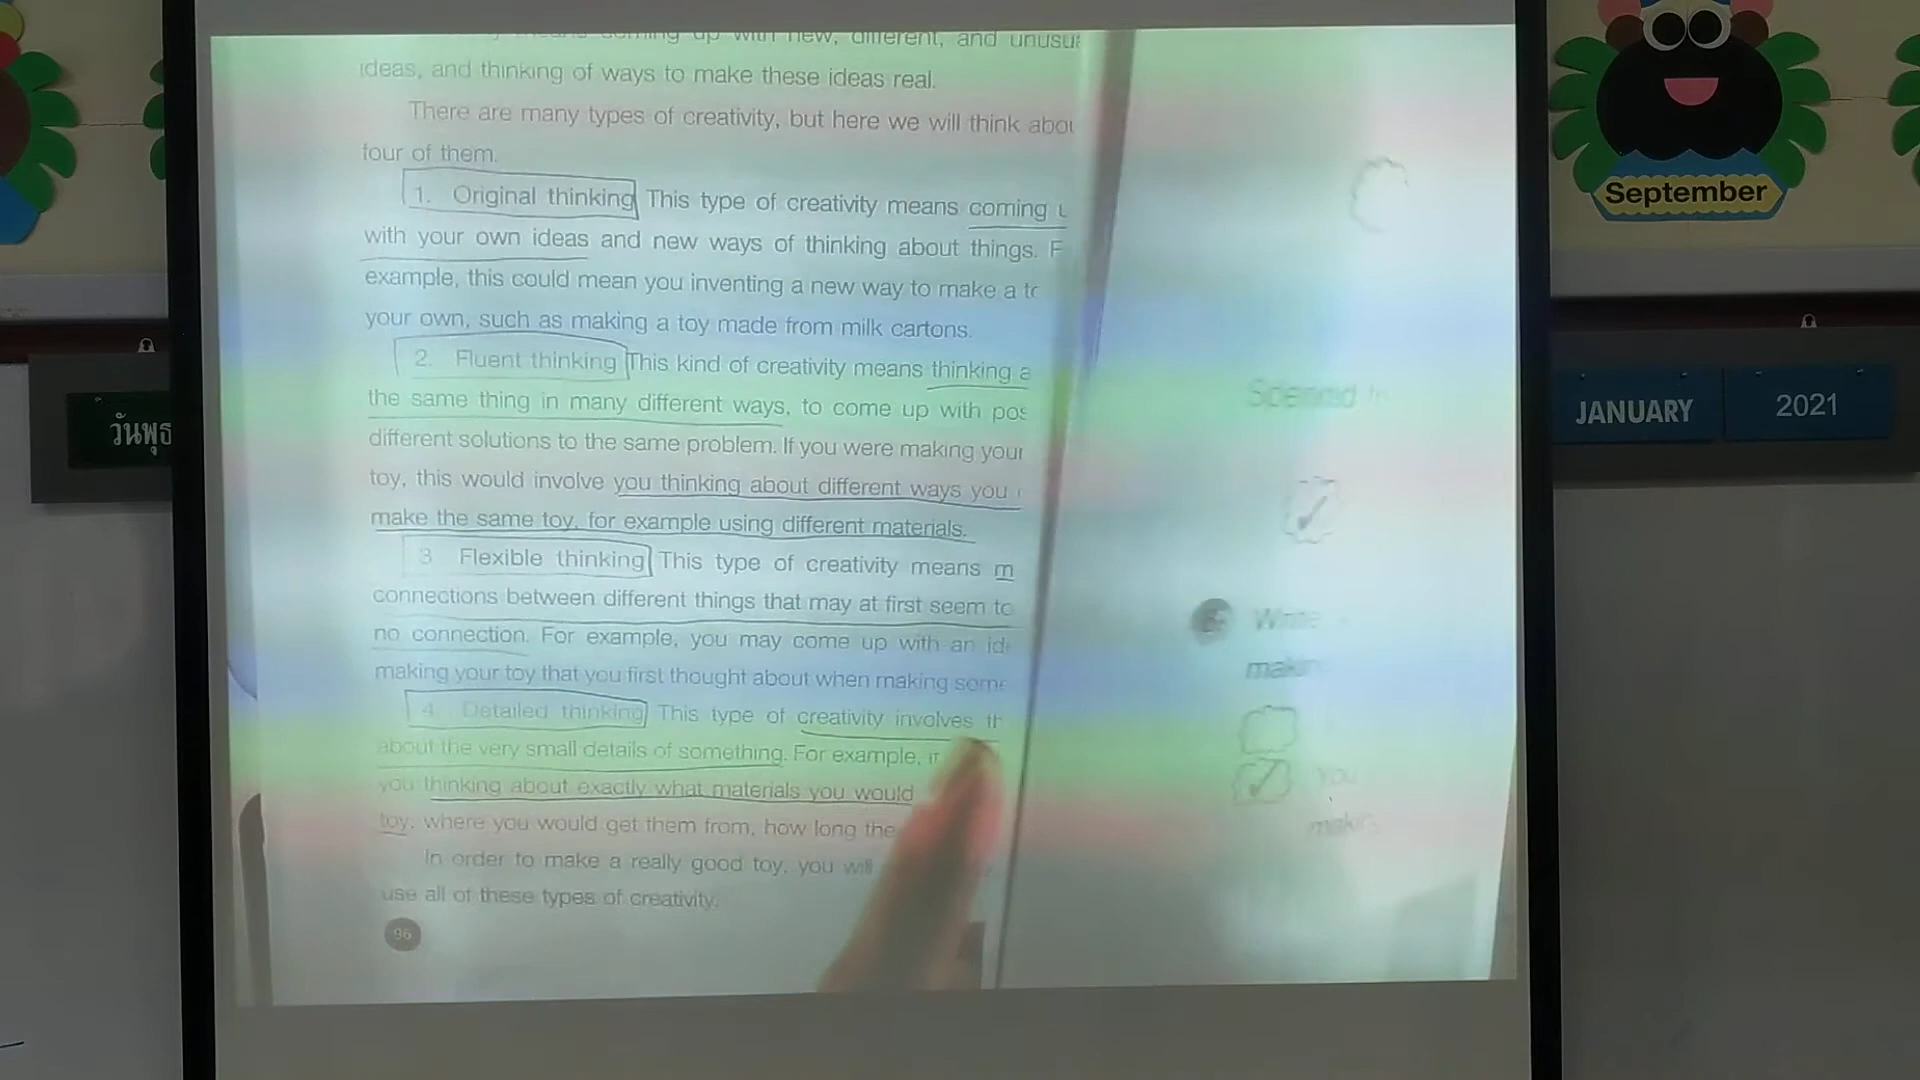 coming up with new, different, and
ideas, and thinking of ways to make these ideas real.
There are many types of creativity, but here we will think
four of them.
1. Original thinking This type of creativity means coming
with your own ideas and new ways of thinking about things.
example, this could mean you inventing a new way to make a
your own, such as making a toy made from milk cartons.
2. Fluent thinking This kind of creativity means thinking
the same thing in many different ways, to come up with
different solutions to the same problem. If you were making
toy, this would involve you thinking about different ways you
make the same toy, for example using different materials.
3 Flexible thinking This type of creativity means
connections between different things that may at first seem
no connection. For example, you may come up with an
making your toy that you first thought about when making
4. Detailed thinking This type of creativity involves
about the very small details of something. For example,
you thinking about exactly what materials you would
toy, where you would get them from, how long
In order to make a really good toy, you will
use all of these types of creativity.
96
September
JANUARY 2021